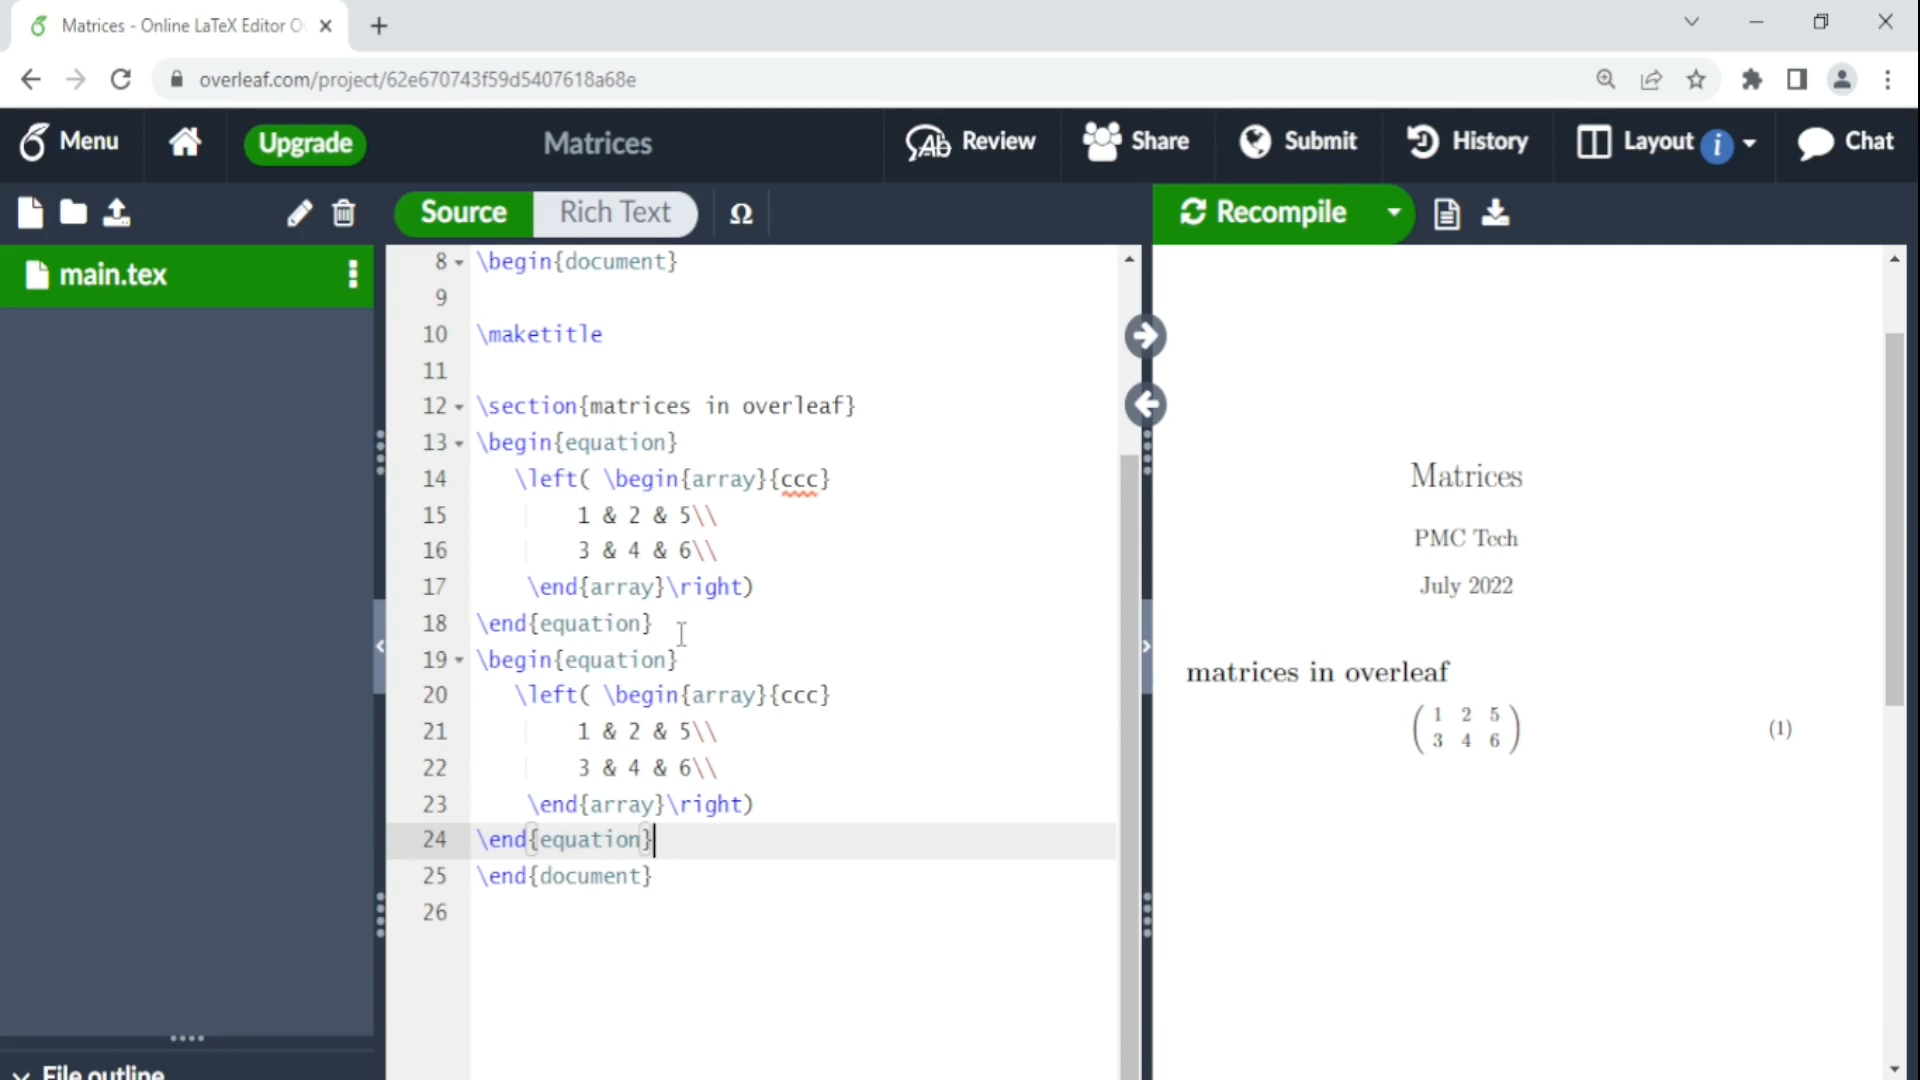 Matrices - Online LaTeX Editor O
overleaf.com/project/62e670743f59d5407618a68e
Menu
Upgrade
Matrices
Review
Share
Submit
History
Layout
i
Chat
Source
Rich Text
Ω
Recompile
main.tex
8 \begin{document}
9
10 \maketitle
11
12 \section{matrices in overleaf}
13 \begin{equation}
14 \left( \begin{array}{ccc}
15 1 & 2 & 5\\
16 3 & 4 & 6\\
17 \end{array}\right)
18 \end{equation}
19 \begin{equation}
20 \left( \begin{array}{ccc}
21 1 & 2 & 5\\
22 3 & 4 & 6\\
23 \end{array}\right)
24 \end{equation}
25 \end{document}
26
Matrices
PMC Tech
July 2022
matrices in overleaf
( 1 2 5
3 4 6 ) (1)
File outline